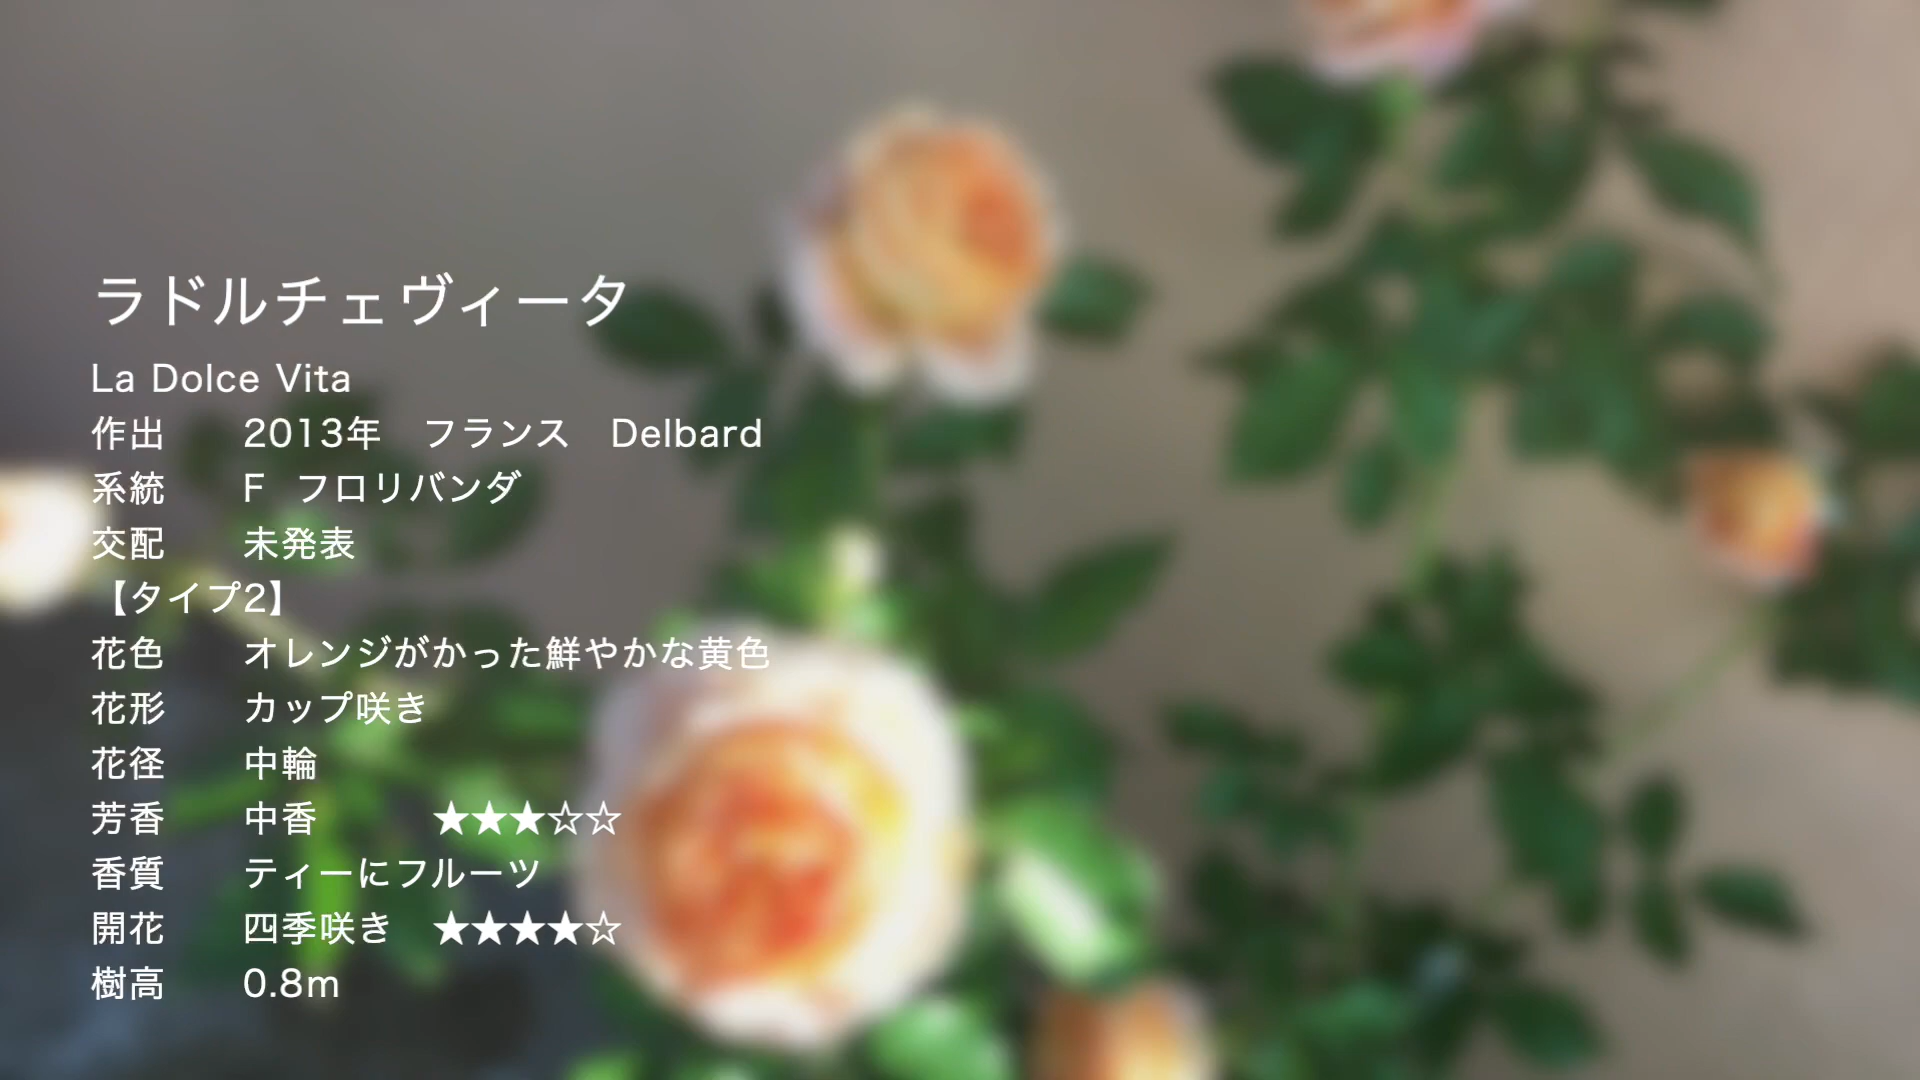 ラドルチェヴィータ
La Dolce Vita
作出　2013年　フランス　Delbard
系統　F フロリバンダ
交配　未発表
【タイプ2】
花色　オレンジがかった鮮やかな黄色
花形　カップ咲き
花径　中輪
芳香　中香　★★★☆☆
香質　ティーにフルーツ
開花　四季咲き　★★★★☆
樹高　0.8m